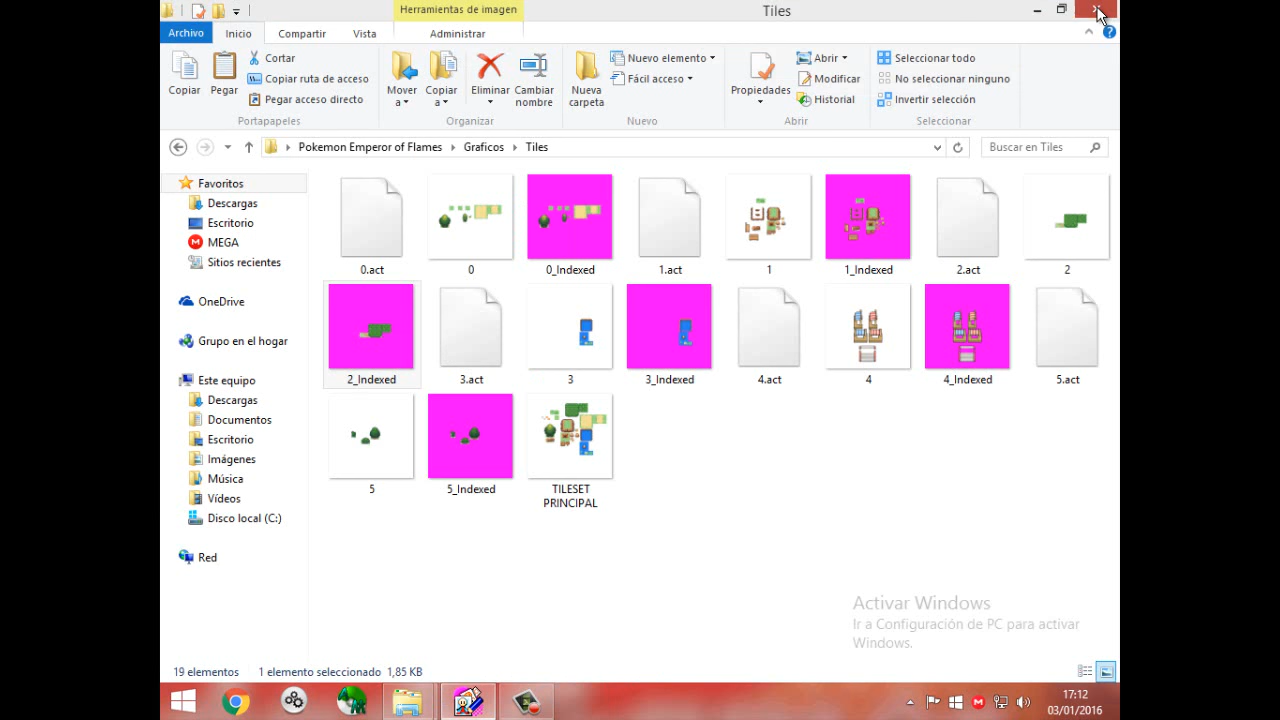 Herramientas de imagen
Tiles
Archivo
Inicio
Compartir
Vista
Administrar
Copiar
Pegar
Cortar
Copiar ruta de acceso
Pegar acceso directo
Portapapeles
Mover a
Copiar a
Eliminar
Cambiar nombre
Organizar
Nueva carpeta
Nuevo elemento
Fácil acceso
Nuevo
Propiedades
Abrir
Modificar
Historial
Abrir
Seleccionar todo
No seleccionar ninguno
Invertir selección
Seleccionar
Pokemon Emperor of Flames
Graficos
Tiles
Buscar en Tiles
Favoritos
Descargas
Escritorio
MEGA
Sitios recientes
OneDrive
Grupo en el hogar
Este equipo
Descargas
Documentos
Escritorio
Imágenes
Música
Vídeos
Disco local (C:)
Red
0.act
0
0_Indexed
1.act
1
1_Indexed
2.act
2
2_Indexed
3.act
3
3_Indexed
4.act
4
4_Indexed
5.act
5
5_Indexed
TILESET
PRINCIPAL
Activar Windows
Ir a Configuración de PC para activar
Windows.
19 elementos
1 elemento seleccionado 1,85 KB
17:12
03/01/2016